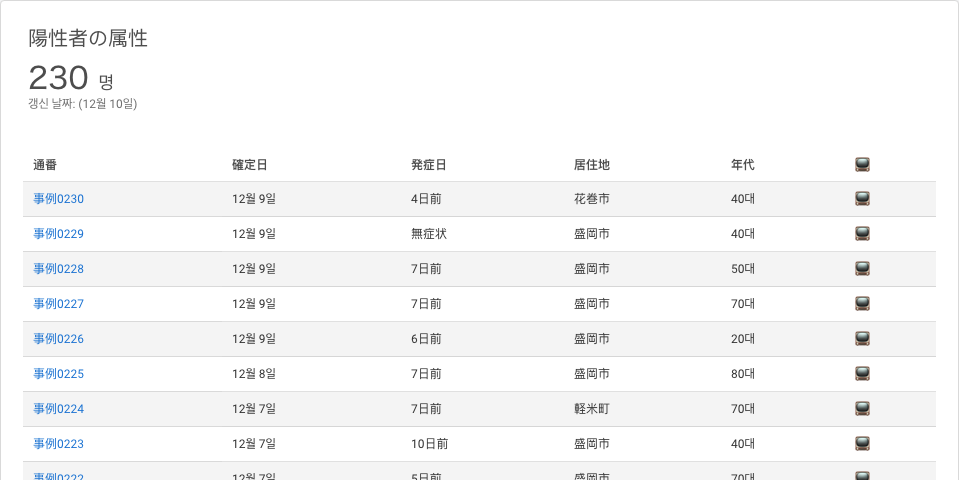 陽性者の属性
230 명
갱신 날짜: (12월 10일)
通番 確定日 発症日 居住地 年代 📺
事例0230 12월 9일 4日前 花巻市 40대 📺
事例0229 12월 9일 無症状 盛岡市 40대 📺
事例0228 12월 9일 7日前 盛岡市 50대 📺
事例0227 12월 9일 7日前 盛岡市 70대 📺
事例0226 12월 9일 6日前 盛岡市 20대 📺
事例0225 12월 8일 7日前 盛岡市 80대 📺
事例0224 12월 7일 7日前 軽米町 70대 📺
事例0223 12월 7일 10日前 盛岡市 40대 📺
事例0222 12월 7일 5日前 盛岡市 70대 📺